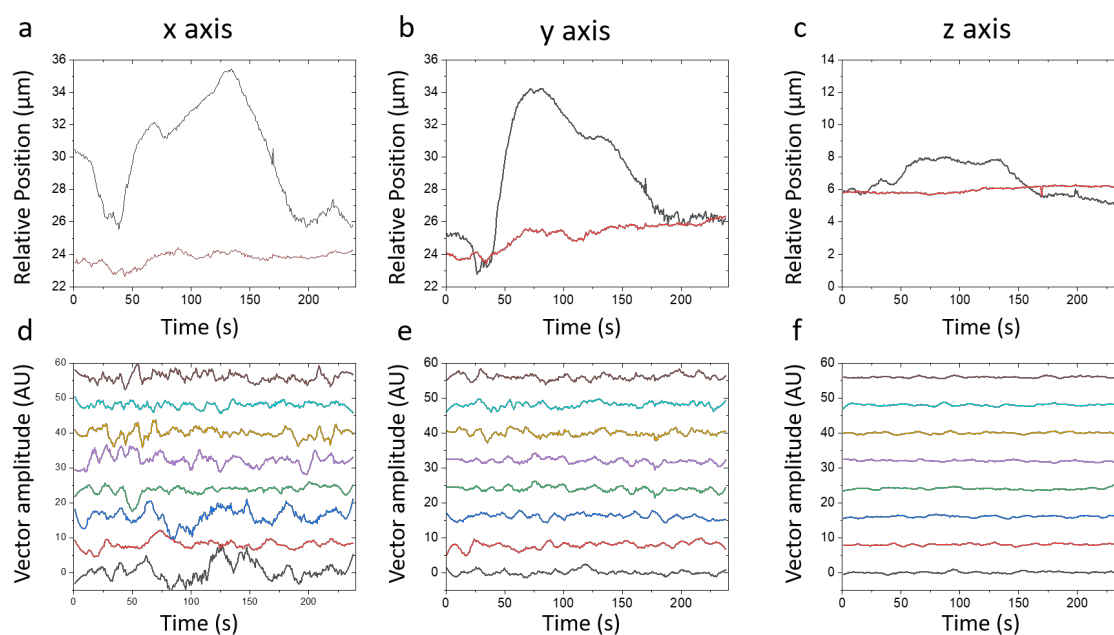 a x axis b y axis c z axis
Relative Position (µm)
36
34
32
30
28
26
24
22
0 50 100 150 200
Time (s)
Relative Position (µm)
36
34
32
30
28
26
24
22
0 50 100 150 200
Time (s)
Relative Position (µm)
14
12
10
8
6
4
2
0
0 50 100 150 200
Time (s)
d e f
Vector amplitude (AU)
60
50
40
30
20
10
0
0 50 100 150 200
Time (s)
Vector amplitude (AU)
60
50
40
30
20
10
0
0 50 100 150 200
Time (s)
Vector amplitude (AU)
60
50
40
30
20
10
0
0 50 100 150 200
Time (s)